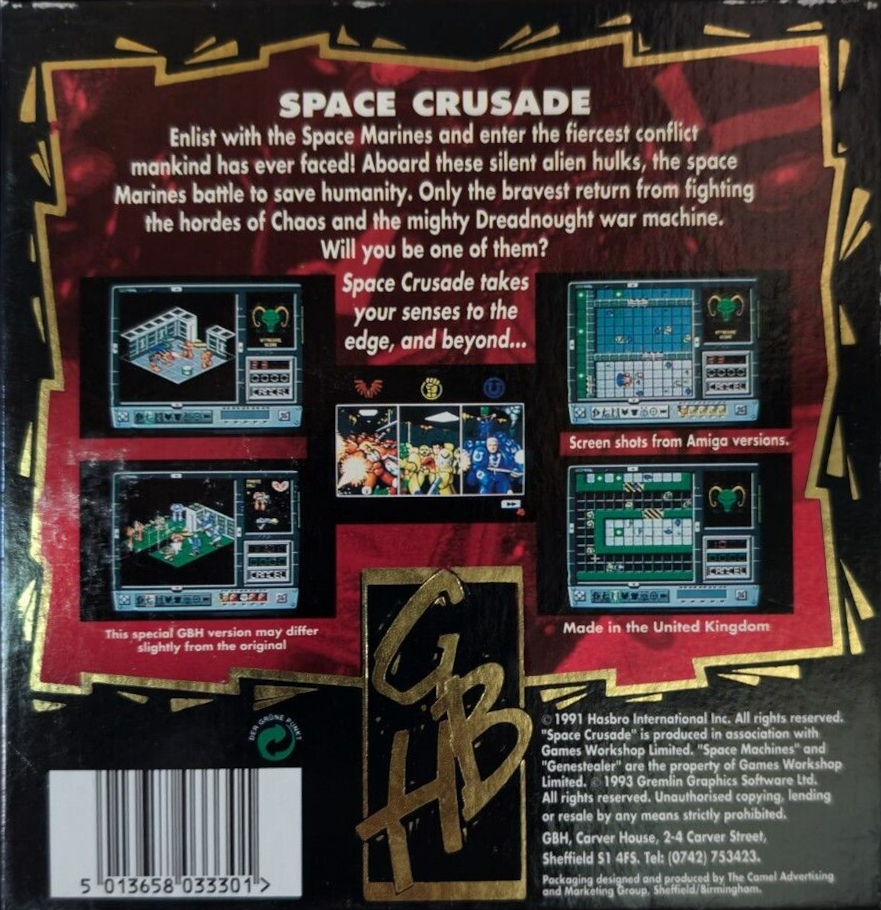 SPACE CRUSADE
Enlist with the Space Marines and enter the fiercest conflict
mankind has ever faced! Aboard these silent alien hulks, the space
Marines battle to save humanity. Only the bravest return from fighting
the hordes of Chaos and the mighty Dreadnought war machine.
Will you be one of them?
Space Crusade takes
your senses to the
edge, and beyond...
CANCEL
CANCEL
Screen shots from Amiga versions.
CANCEL
CANCEL
This special GBH version may differ
slightly from the original
Made in the United Kingdom
GBH
DER GRÜNE PUNKT
5 013658 033301 >
©1991 Hasbro International Inc. All rights reserved.
"Space Crusade" is produced in association with
Games Workshop Limited. "Space Machines" and
"Genestealer" are the property of Games Workshop
Limited. © 1993 Gremlin Graphics Software Ltd.
All rights reserved. Unauthorised copying, lending
or resale by any means strictly prohibited.
GBH, Carver House, 2-4 Carver Street,
Sheffield S1 4FS. Tel: (0742) 753423.
Packaging designed and produced by The Camel Advertising
and Marketing Group. Sheffield/Birmingham.